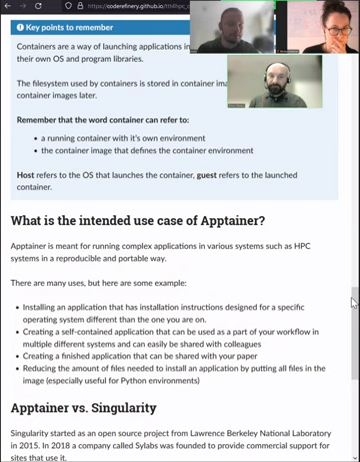 https://coderefinery.github.io/ttt4hpc_c
Key points to remember
Containers are a way of launching applications in
their own OS and program libraries.
The filesystem used by containers is stored in container ima
container images later.
Remember that the word container can refer to:
• a running container with it's own environment
• the container image that defines the container environment
Host refers to the OS that launches the container, guest refers to the launched
container.
What is the intended use case of Apptainer?
Apptainer is meant for running complex applications in various systems such as HPC
systems in a reproducible and portable way.
There are many uses, but here are some example:
• Installing an application that has installation instructions designed for a specific
operating system different than the one you are on.
• Creating a self-contained application that can be used as a part of your workflow in
multiple different systems and can easily be shared with colleagues
• Creating a finished application that can be shared with your paper
• Reducing the amount of files needed to install an application by putting all files in the
image (especially useful for Python environments)
Apptainer vs. Singularity
Singularity started as an open source project from Lawrence Berkeley National Laboratory
in 2015. In 2018 a company called Sylabs was founded to provide commercial support for
sites that use it.